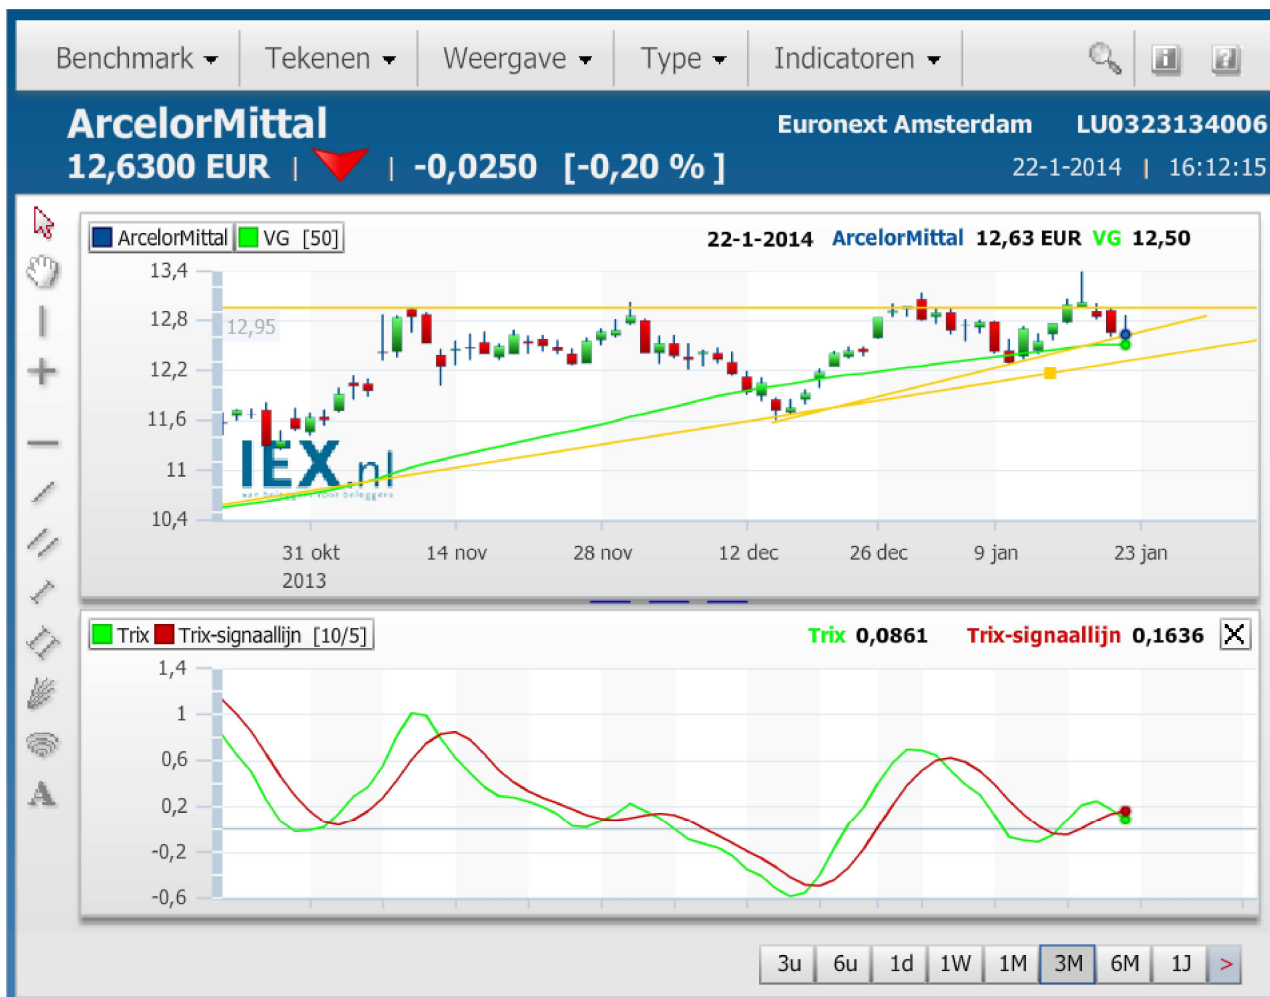 Benchmark Tekenen Weergave Type Indicatoren
ArcelorMittal Euronext Amsterdam LU0323134006
12,6300 EUR | | -0,0250 [-0,20 %] 22-1-2014 | 16:12:15
ArcelorMittal VG [50] 22-1-2014 ArcelorMittal 12,63 EUR VG 12,50
13,4
12,8
12,95
12,2
11,6
11
IEX.nl
van beleggers voor beleggers
10,4
31 okt 14 nov 28 nov 12 dec 26 dec 9 jan 23 jan
2013
Trix Trix-signaallijn [10/5] Trix 0,0861 Trix-signaallijn 0,1636
1,4
1
0,6
0,2
-0,2
-0,6
A
3u 6u 1d 1W 1M 3M 6M 1J >